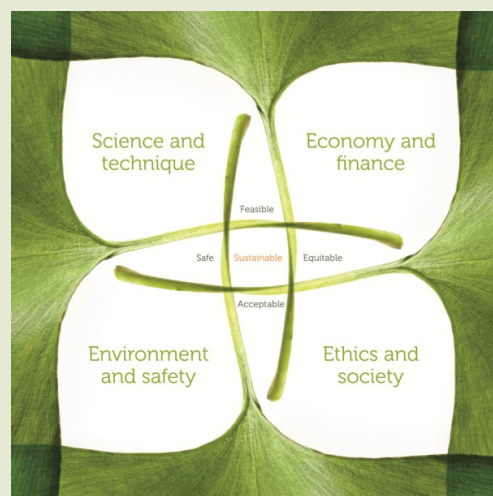 Science and
technique
Economy and
finance
Feasible
Safe
Sustainable
Equitable
Acceptable
Environment
and safety
Ethics and
society